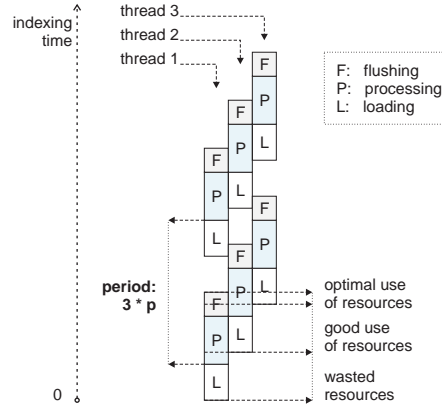 indexing
time
thread 3
thread 2
thread 1
F: flushing
P: processing
L: loading
F
P
L
F
P
L
F
P
L
F
P
L
F
P
L
F
P
L
period:
3 * p
optimal use
of resources
good use
of resources
wasted
resources
0